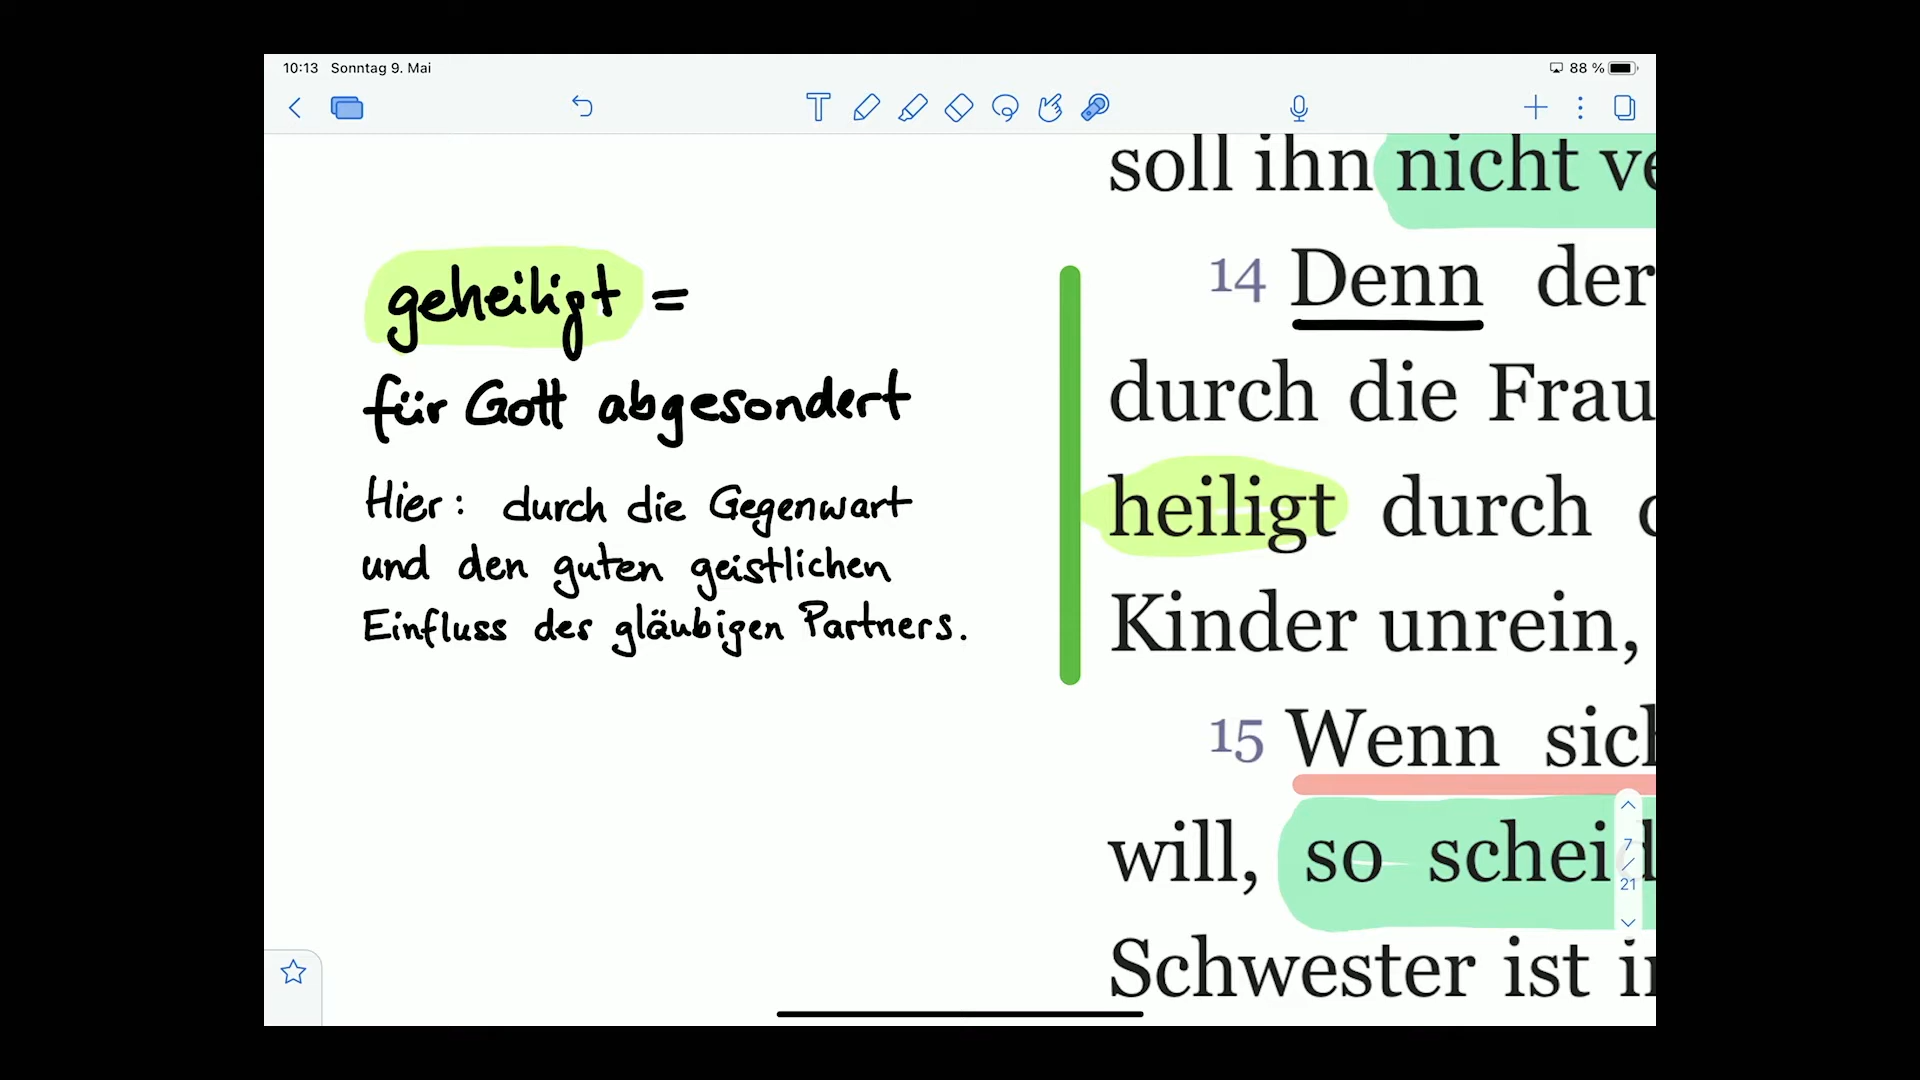 10:13 Sonntag 9. Mai
88 %
geheiligt =
für Gott abgesondert
Hier: durch die Gegenwart
und den guten geistlichen
Einfluss des gläubigen Partners.
soll ihn nicht ve
14 Denn der
durch die Frau
heiligt durch
Kinder unrein,
15 Wenn sich
will, so scheid
Schwester ist in
7
/
21